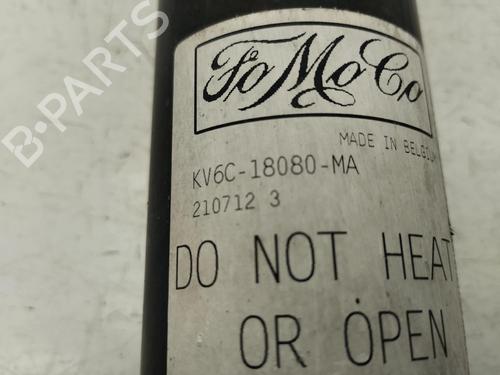 FoMoCo
MADE IN BELGIUM
KV6C-18080-MA
210712 3
DO NOT HEAT
OR OPEN
B-PARTS